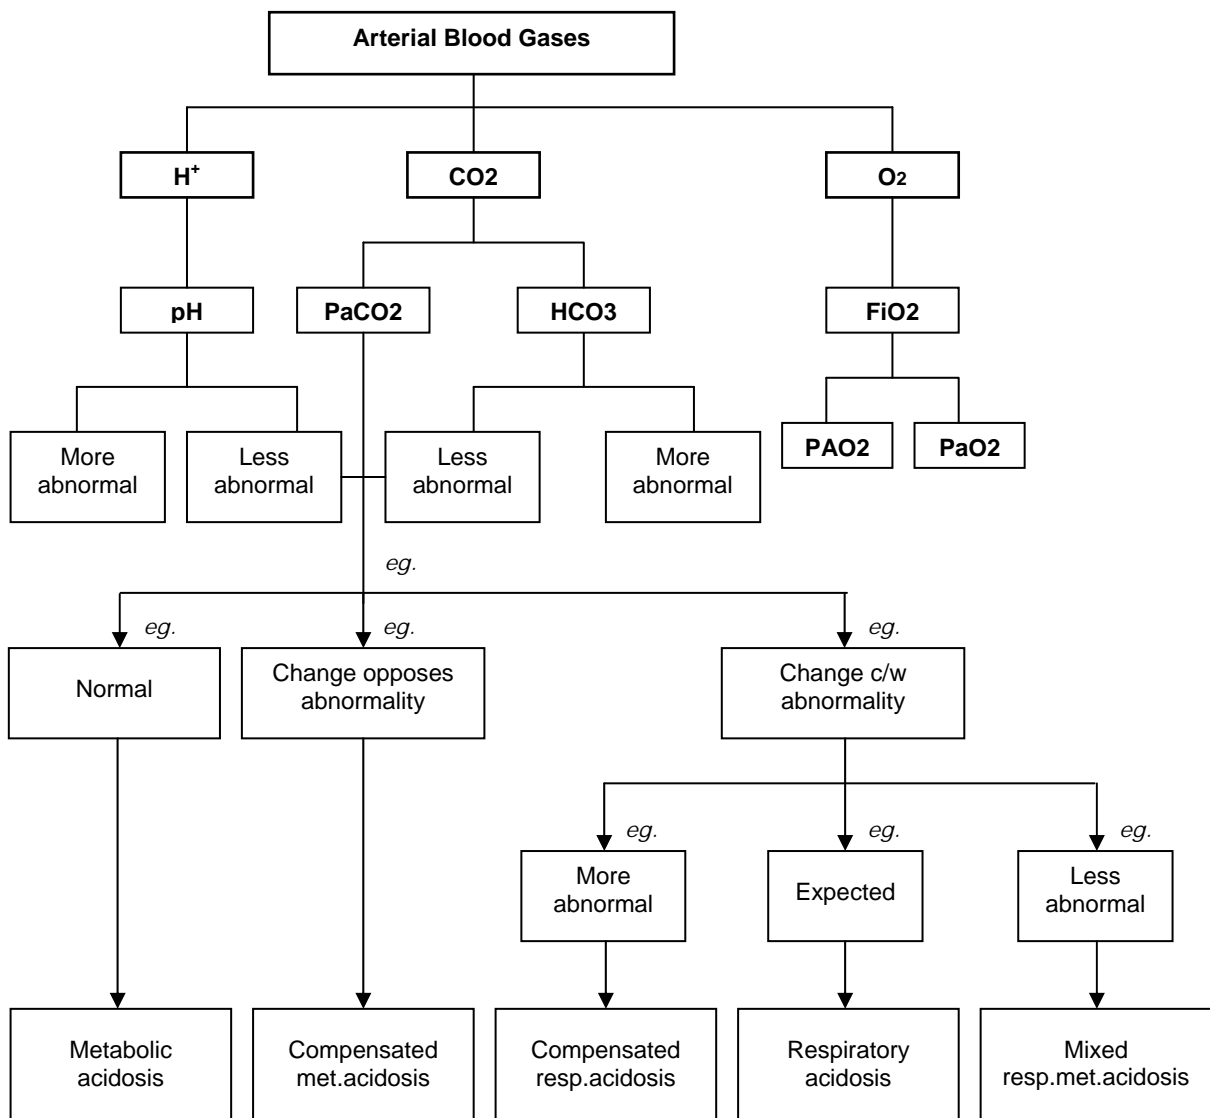 Arterial Blood Gases
H+
CO2
O2
pH
PaCO2
HCO3
FiO2
More
abnormal
Less
abnormal
Less
abnormal
More
abnormal
PAO2
PaO2
eg.
eg.
eg.
eg.
Normal
Change opposes
abnormality
Change c/w
abnormality
eg.
eg.
eg.
More
abnormal
Expected
Less
abnormal
Metabolic
acidosis
Compensated
met.acidosis
Compensated
resp.acidosis
Respiratory
acidosis
Mixed
resp.met.acidosis